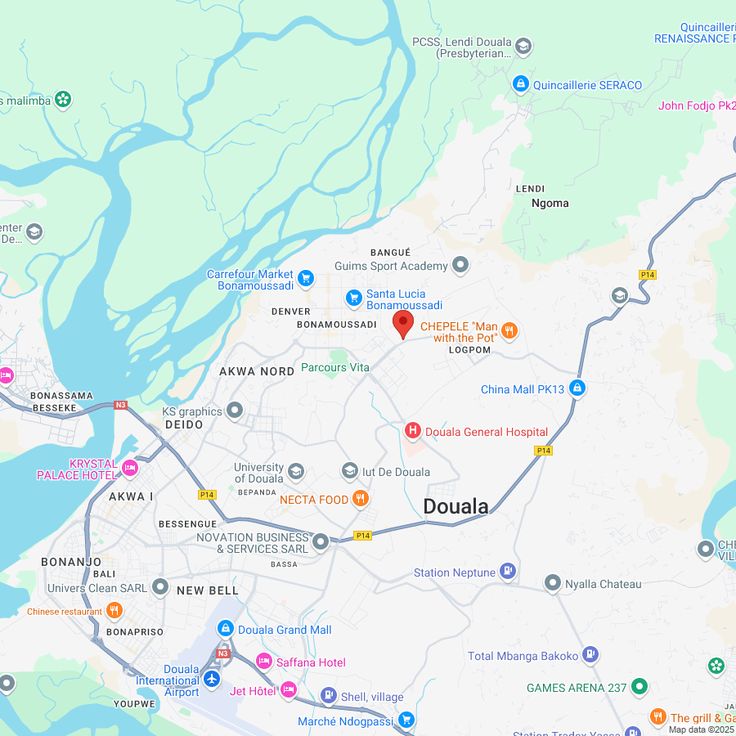 Quincaillerie
RENAISSANCE P
PCSS, Lendi Douala
(Presbyterian...
Quincaillerie SERACO
s malimba
John Fodjo Pk2
LENDI
Ngoma
enter
De...
BANGUÉ
Guims Sport Academy
Carrefour Market
Bonamoussadi
P14
Santa Lucia
Bonamoussadi
DENVER
BONAMOUSSADI
CHEPELE "Man
with the Pot"
LOGPOM
Parcours Vita
AKWA NORD
China Mall PK13
BONASSAMA
BESSEKE
N3
KS graphics
DEIDO
Douala General Hospital
P14
KRYSTAL
PALACE HOTEL
University
of Douala
Iut De Douala
BEPANDA
AKWA I
P14
NECTA FOOD
Douala
BESSENGUE
NOVATION BUSINESS
& SERVICES SARL
P14
CHE
VIL
BONANJO
BASSA
BALI
Station Neptune
Univers Clean SARL
NEW BELL
Nyalla Chateau
Chinese restaurant
BONAPRISO
Douala Grand Mall
N3
Saffana Hotel
Total Mbanga Bakoko
Douala
International
Airport
Jet Hôtel
GAMES ARENA 237
Shell, village
YOUPWE
JA
Marché Ndogpassi
The grill & Ga
Station Tradex Yassa
Map data ©2025